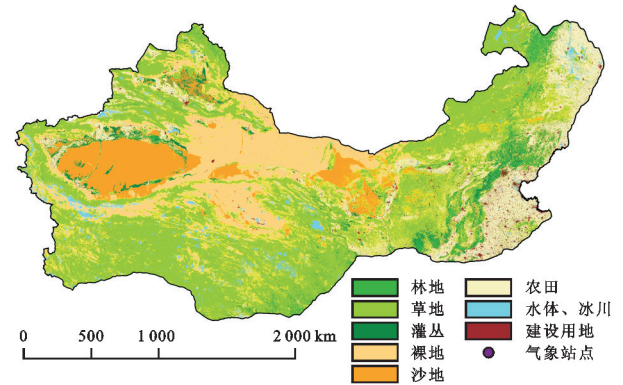 林地
草地
灌丛
裸地
沙地
农田
水体、冰川
建设用地
气象站点
0 500 1 000 2 000 km